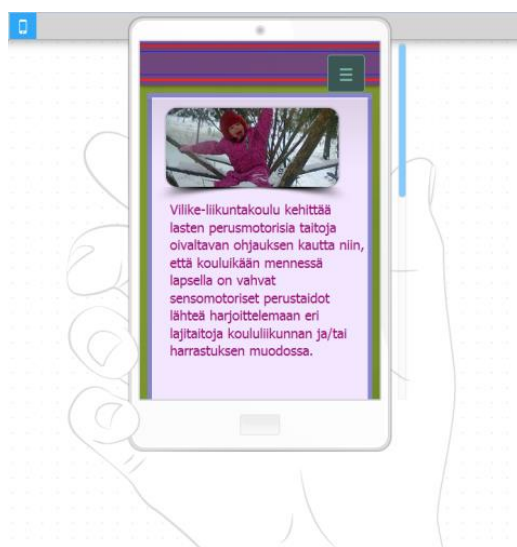 Vilike-liikuntakoulu kehittää
lasten perusmotorisia taitoja
oivaltavan ohjauksen kautta niin,
että kouluikään mennessä
lapsella on vahvat
sensomotoriset perustaidot
lähteä harjoittelemaan eri
lajitaitoja koululiikunnan ja/tai
harrastuksen muodossa.